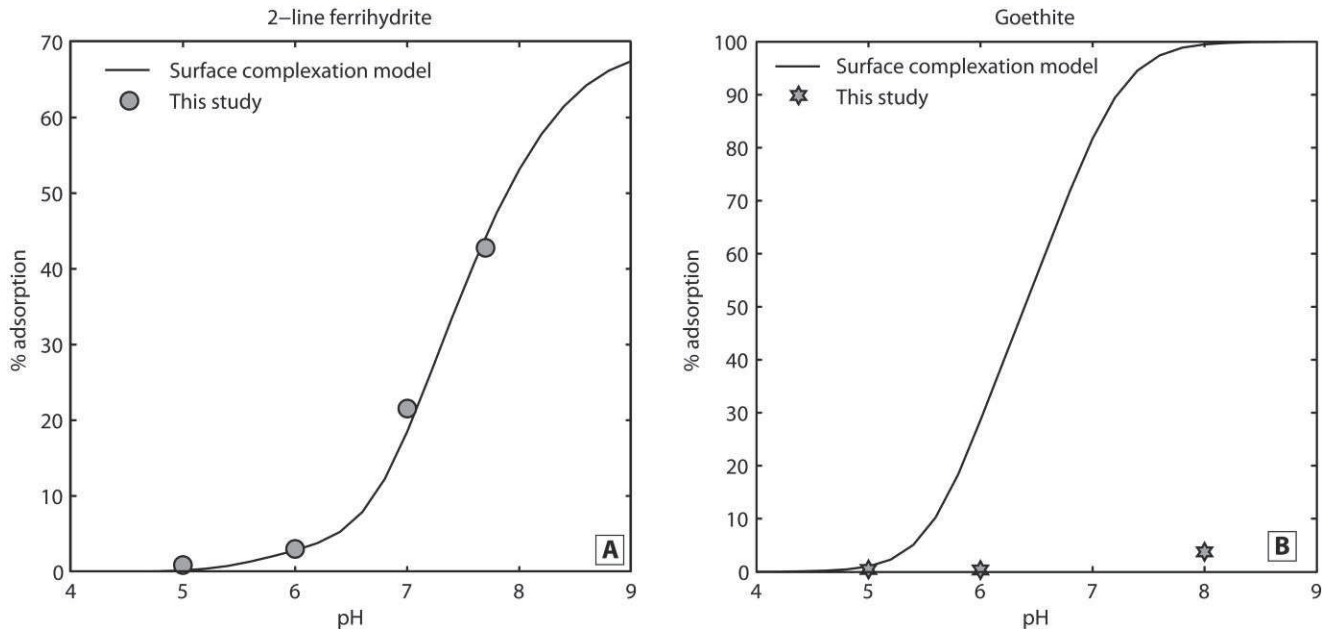 2−line ferrihydrite
70
60
50
40
30
20
10
0
% adsorption
Surface complexation model
This study
A
4 5 6 7 8 9
pH
Goethite
100
90
80
70
60
50
40
30
20
10
0
% adsorption
Surface complexation model
This study
B
4 5 6 7 8 9
pH